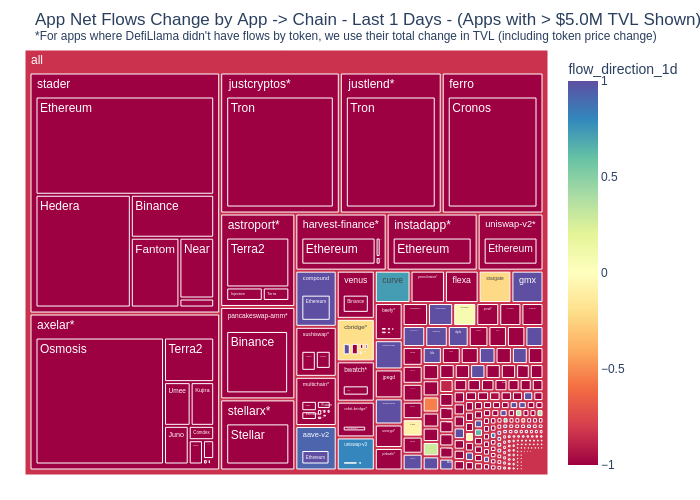 App Net Flows Change by App -> Chain - Last 1 Days - (Apps with > $5.0M TVL Shown)
*For apps where DefiLlama didn't have flows by token, we use their total change in TVL (including token price change)
all
stader
Ethereum
Hedera
Binance
Fantom
Near
axelar*
Osmosis
Terra2
Umee
Kujira
Juno
Comdex
justcryptos*
Tron
justlend*
Tron
ferro
Cronos
astroport*
Terra2
Injective
Terra
harvest-finance*
Ethereum
instadapp*
Ethereum
uniswap-v2*
Ethereum
pancakeswap-amm*
Binance
stellarx*
Stellar
compound
Ethereum
sushiswap*
multichain*
aave-v2
Ethereum
venus
Binance
cbridge*
bwatch*
orbit-bridge*
uniswap-v3
curve
flexa
stargate
gmx
beefy*
jpegd
flow_direction_1d
1
0.5
0
−0.5
−1